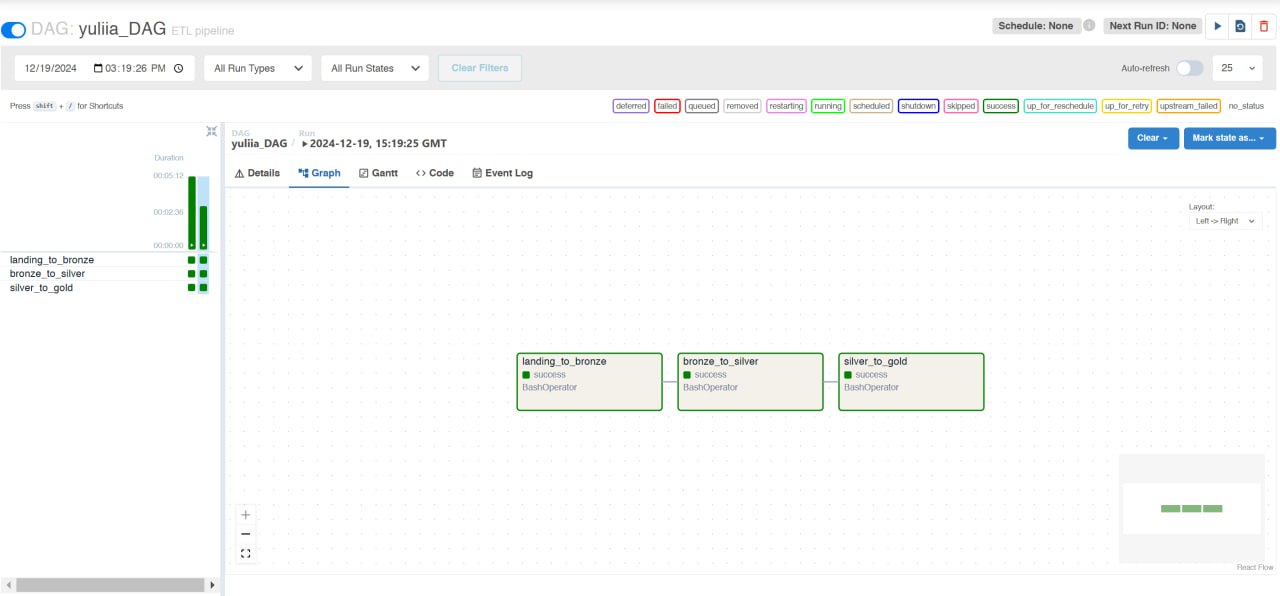 DAG: yuliia_DAG ETL pipeline
Schedule: None Next Run ID: None
12/19/2024 03:19:26 PM All Run Types All Run States Clear Filters Auto-refresh 25
Press shift + / for Shortcuts
deferred failed queued removed restarting running scheduled shutdown skipped success up_for_reschedule up_for_retry upstream_failed no_status
DAG Run
yuliia_DAG / 2024-12-19, 15:19:25 GMT
Clear Mark state as...
Duration
00:05:12
00:02:36
00:00:00
landing_to_bronze
bronze_to_silver
silver_to_gold
Details Graph Gantt <> Code Event Log
Layout:
Left -> Right
landing_to_bronze
success
BashOperator
bronze_to_silver
success
BashOperator
silver_to_gold
success
BashOperator
React Flow